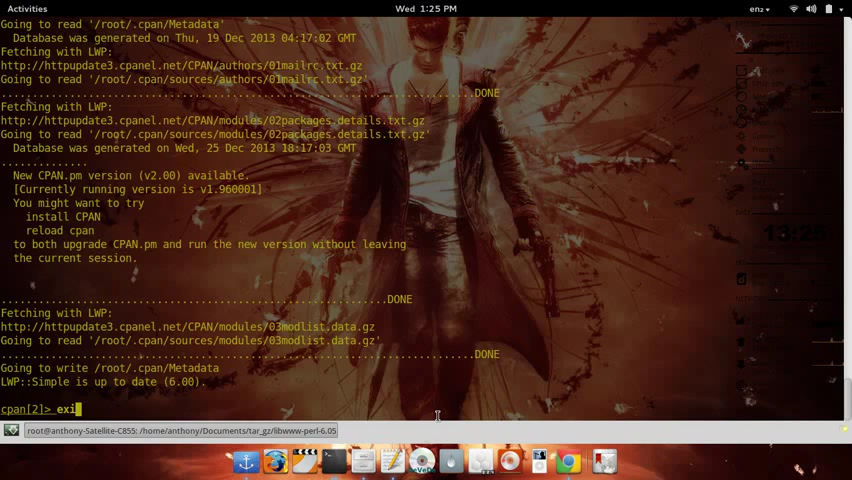 Activities
Wed 1:25 PM
en₂
Going to read '/root/.cpan/Metadata'
Database was generated on Thu, 19 Dec 2013 04:17:02 GMT
Fetching with LWP:
http://httpupdate3.cpanel.net/CPAN/authors/01mailrc.txt.gz
Going to read '/root/.cpan/sources/authors/01mailrc.txt.gz'
............................................................................DONE
Fetching with LWP:
http://httpupdate3.cpanel.net/CPAN/modules/02packages.details.txt.gz
Going to read '/root/.cpan/sources/modules/02packages.details.txt.gz'
Database was generated on Wed, 25 Dec 2013 18:17:03 GMT
..............
New CPAN.pm version (v2.00) available.
[Currently running version is v1.960001]
You might want to try
install CPAN
reload cpan
to both upgrade CPAN.pm and run the new version without leaving
the current session.
..............................................................DONE
Fetching with LWP:
http://httpupdate3.cpanel.net/CPAN/modules/03modlist.data.gz
Going to read '/root/.cpan/sources/modules/03modlist.data.gz'
............................................................................DONE
Going to write /root/.cpan/Metadata
LWP::Simple is up to date (6.00).
cpan[2]> exi
13:25
root@anthony-Satellite-C855: /home/anthony/Documents/tar_gz/libwww-perl-6.05
DeVeDe